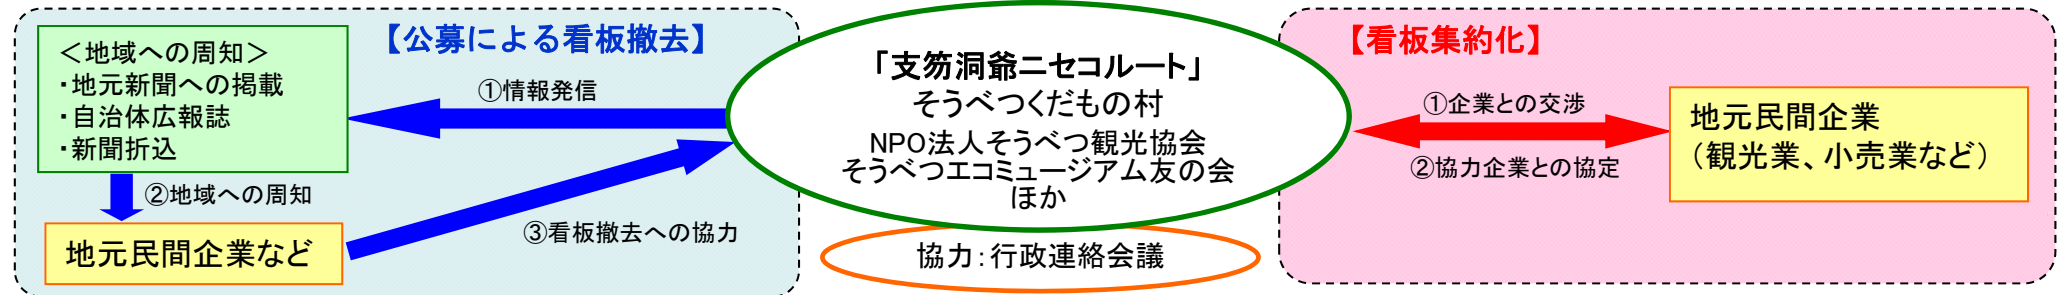 【公募による看板撤去】
＜地域への周知＞
・地元新聞への掲載
・自治体広報誌
・新聞折込
①情報発信
②地域への周知
地元民間企業など
③看板撤去への協力
「支笏洞爺ニセコルート」
そうべつくだもの村
NPO法人そうべつ観光協会
そうべつエコミュージアム友の会
ほか
協力：行政連絡会議
【看板集約化】
①企業との交渉
②協力企業との協定
地元民間企業
（観光業、小売業など）